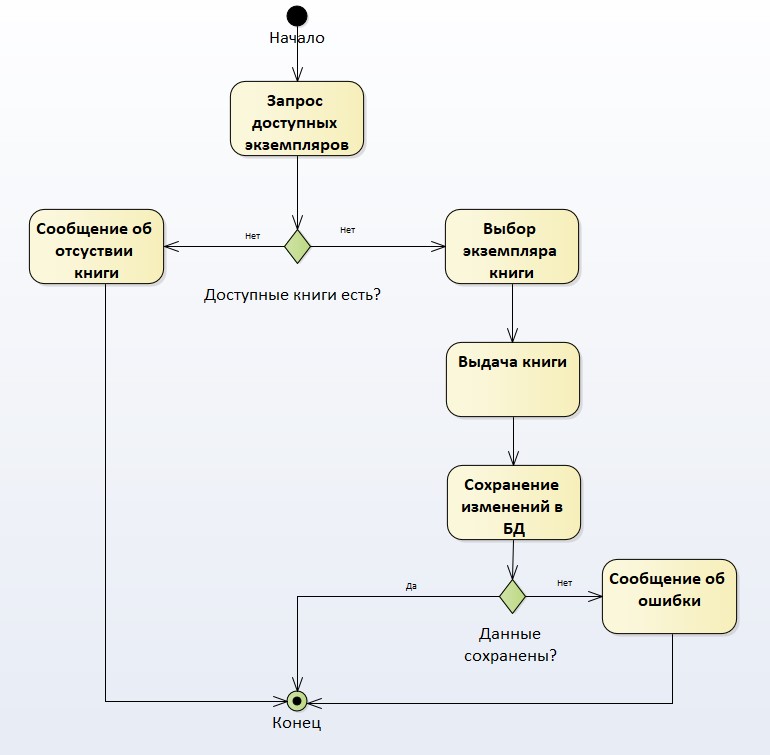 Начало
Запрос
доступных
экземпляров
Сообщение об
отсуствии
книги
Нет
Нет
Выбор
экземпляра
книги
Доступные книги есть?
Выдача книги
Сохранение
изменений в
БД
Да
Нет
Сообщение об
ошибки
Данные
сохранены?
Конец